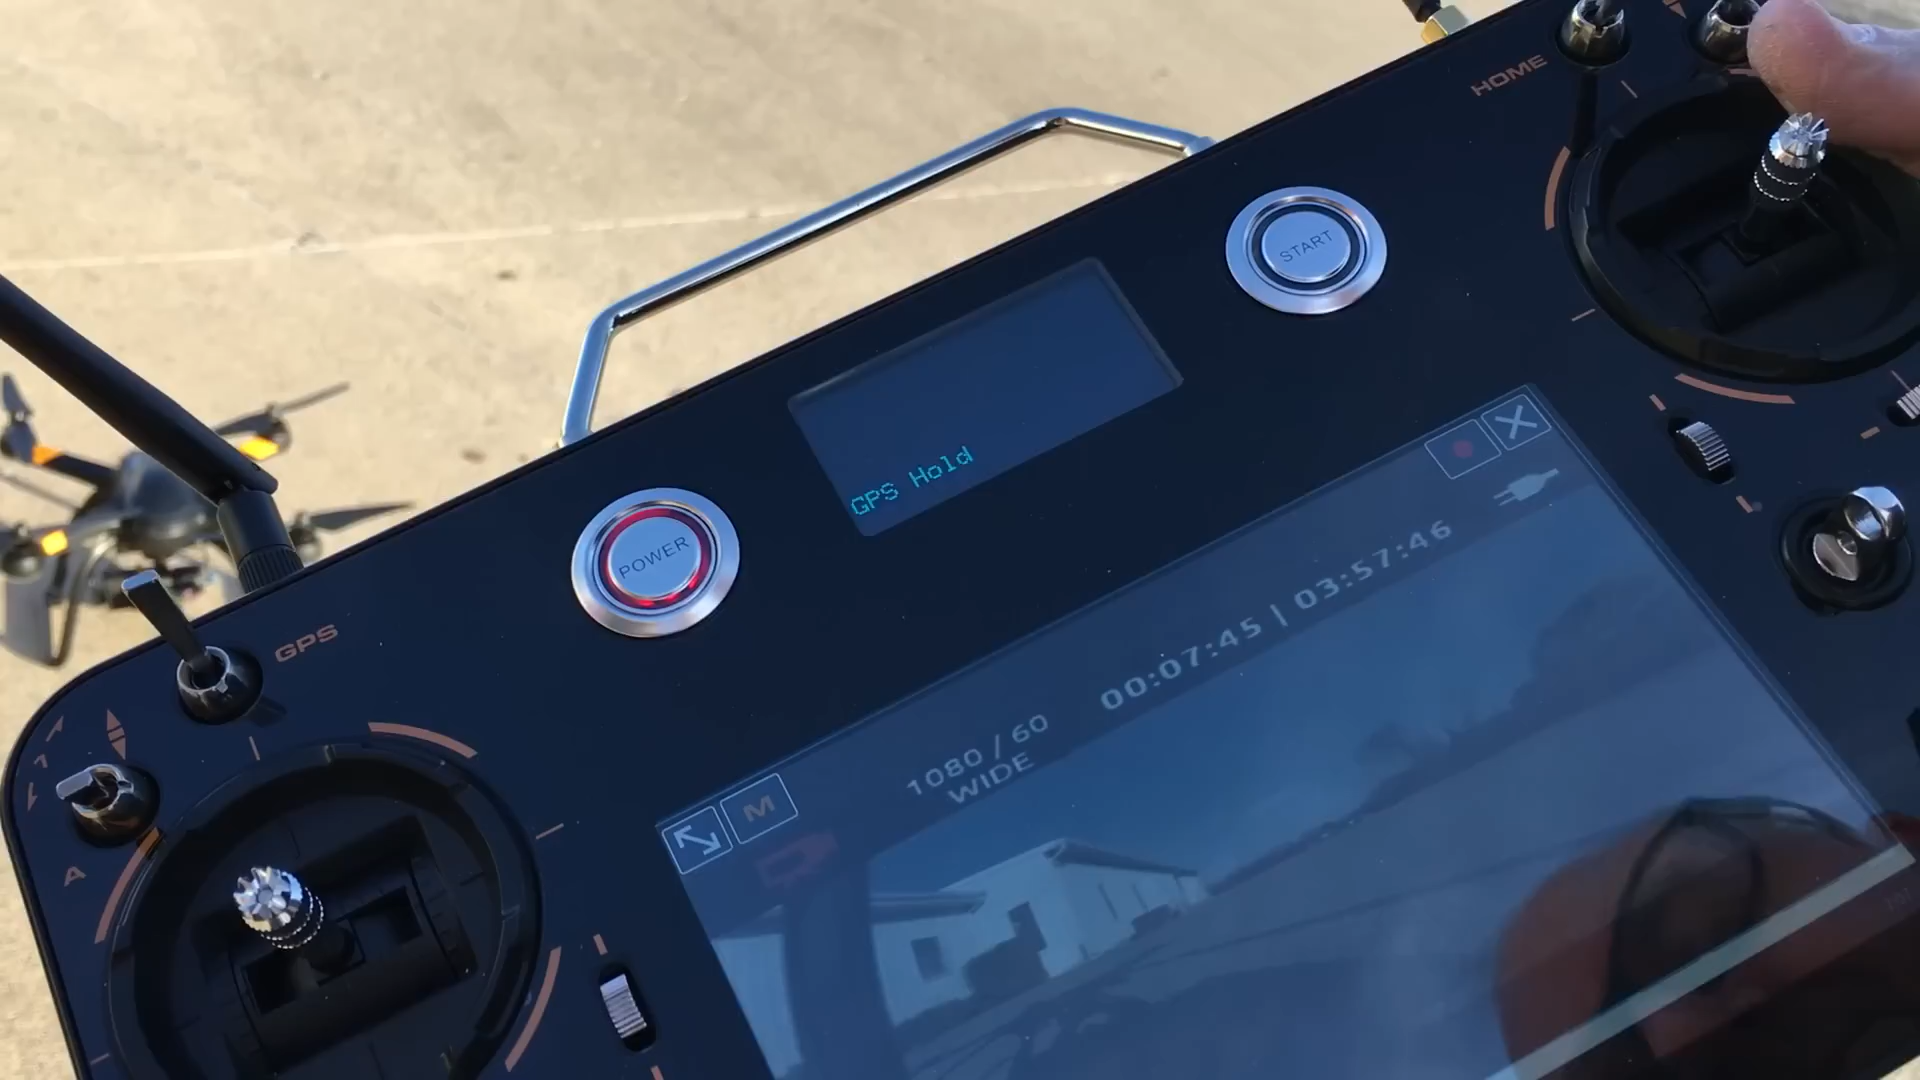 HOME
START
GPS Hold
POWER
GPS
00:07:45 | 03:57:46
1080 / 60
WIDE
M
A